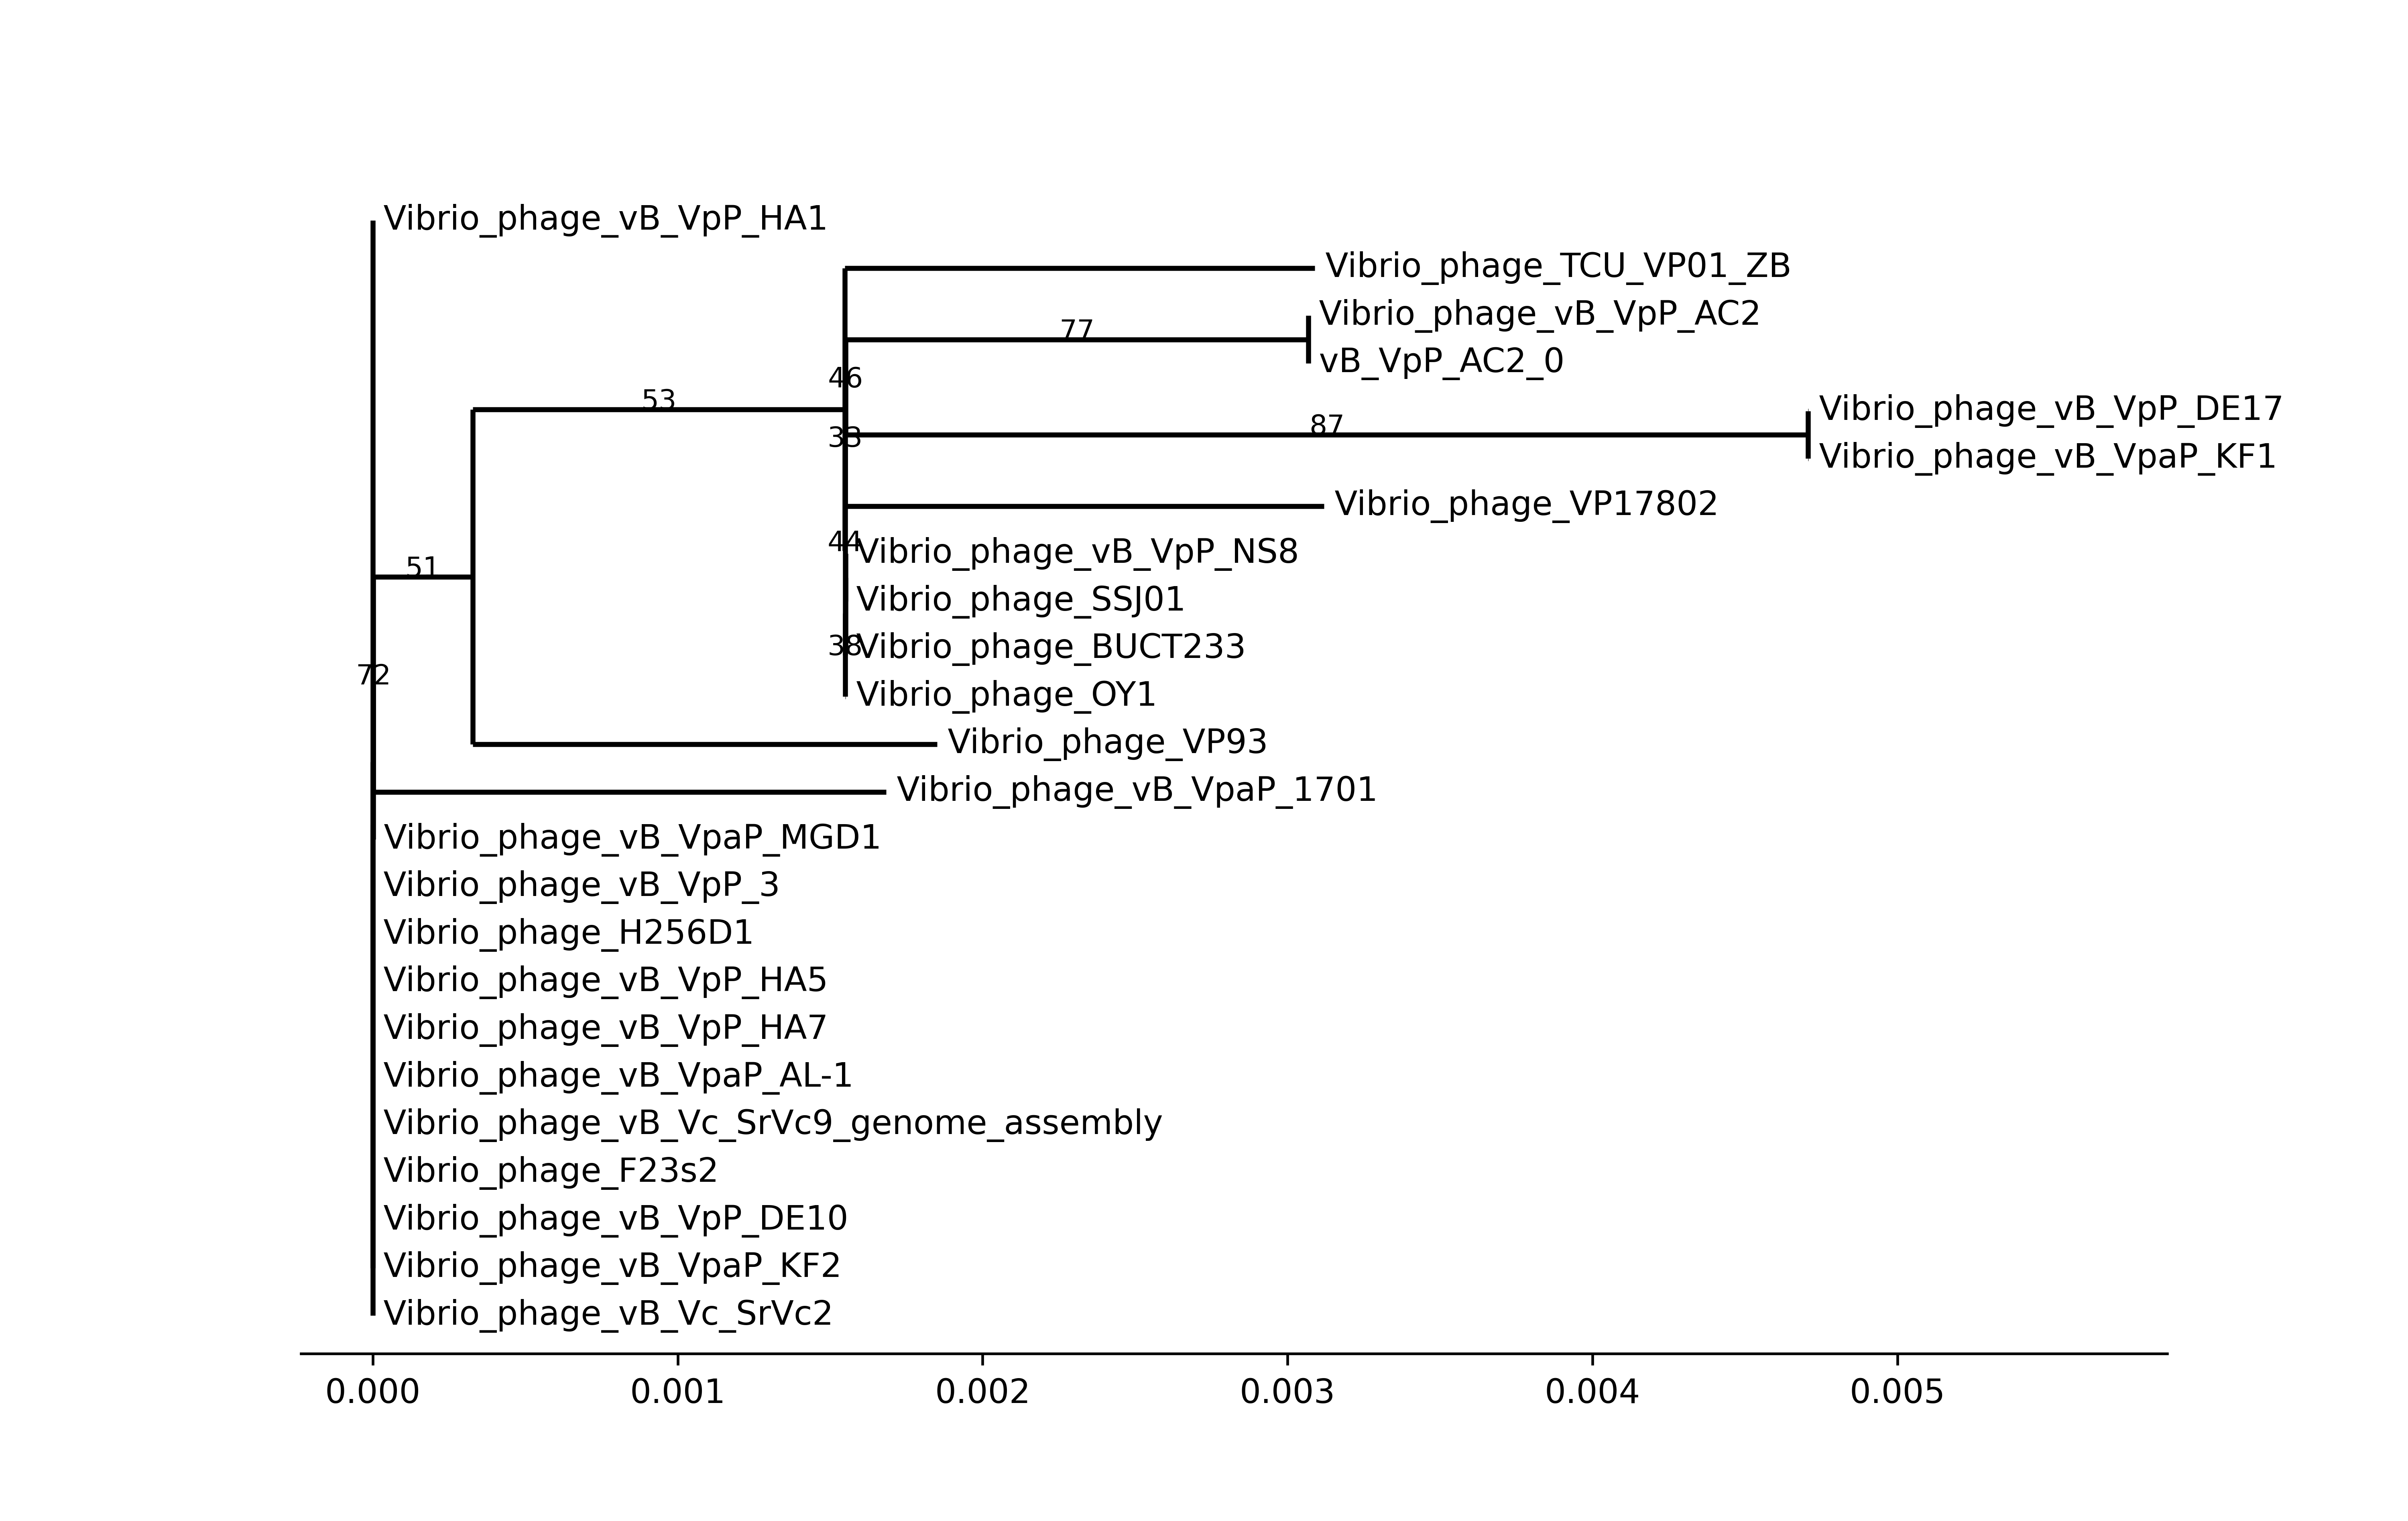 Vibrio_phage_vB_VpP_HA1
Vibrio_phage_TCU_VP01_ZB
Vibrio_phage_vB_VpP_AC2
77
vB_VpP_AC2_0
46
53
Vibrio_phage_vB_VpP_DE17
87
33
Vibrio_phage_vB_VpaP_KF1
Vibrio_phage_VP17802
44
Vibrio_phage_vB_VpP_NS8
51
Vibrio_phage_SSJ01
38
Vibrio_phage_BUCT233
72
Vibrio_phage_OY1
Vibrio_phage_VP93
Vibrio_phage_vB_VpaP_1701
Vibrio_phage_vB_VpaP_MGD1
Vibrio_phage_vB_VpP_3
Vibrio_phage_H256D1
Vibrio_phage_vB_VpP_HA5
Vibrio_phage_vB_VpP_HA7
Vibrio_phage_vB_VpaP_AL-1
Vibrio_phage_vB_Vc_SrVc9_genome_assembly
Vibrio_phage_F23s2
Vibrio_phage_vB_VpP_DE10
Vibrio_phage_vB_VpaP_KF2
Vibrio_phage_vB_Vc_SrVc2
0.000 0.001 0.002 0.003 0.004 0.005